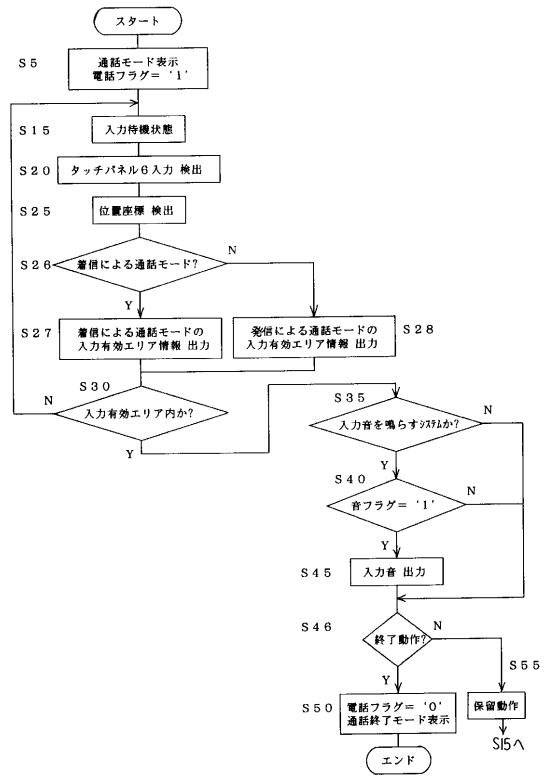 スタート
S5
通話モード表示
電話フラグ= '1'
S15
入力待機状態
S20
タッチパネル6入力 検出
S25
位置座標 検出
S26
着信による通話モード?
N
Y
S27
着信による通話モードの
入力有効エリア情報 出力
発信による通話モードの
入力有効エリア情報 出力
S28
S30
入力有効エリア内か?
N
Y
S35
入力音を鳴らすシステムか?
N
Y
S40
音フラグ= '1'
N
Y
S45
入力音 出力
S46
終了動作?
N
Y
S55
S50
電話フラグ= '0'
通話終了モード表示
保留動作
S15へ
エンド